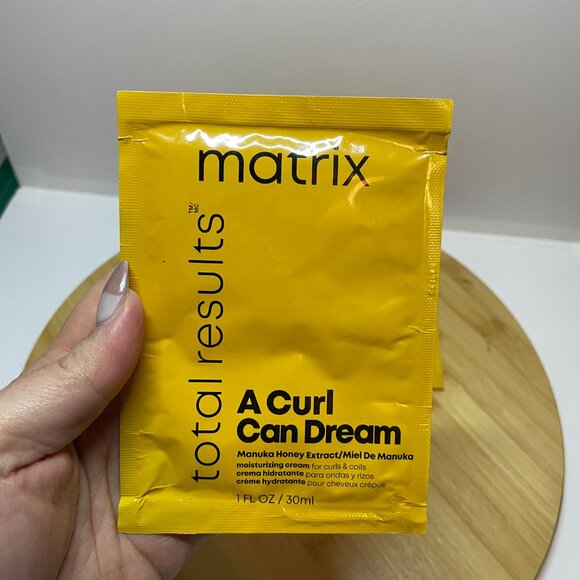 matrix
total results™/MC
A Curl
Can Dream
Manuka Honey Extract/Miel De Manuka
moisturizing cream for curls & coils
crema hidratante para ondas y rizos
crème hydratante pour cheveux crépus
1 FL OZ / 30ml